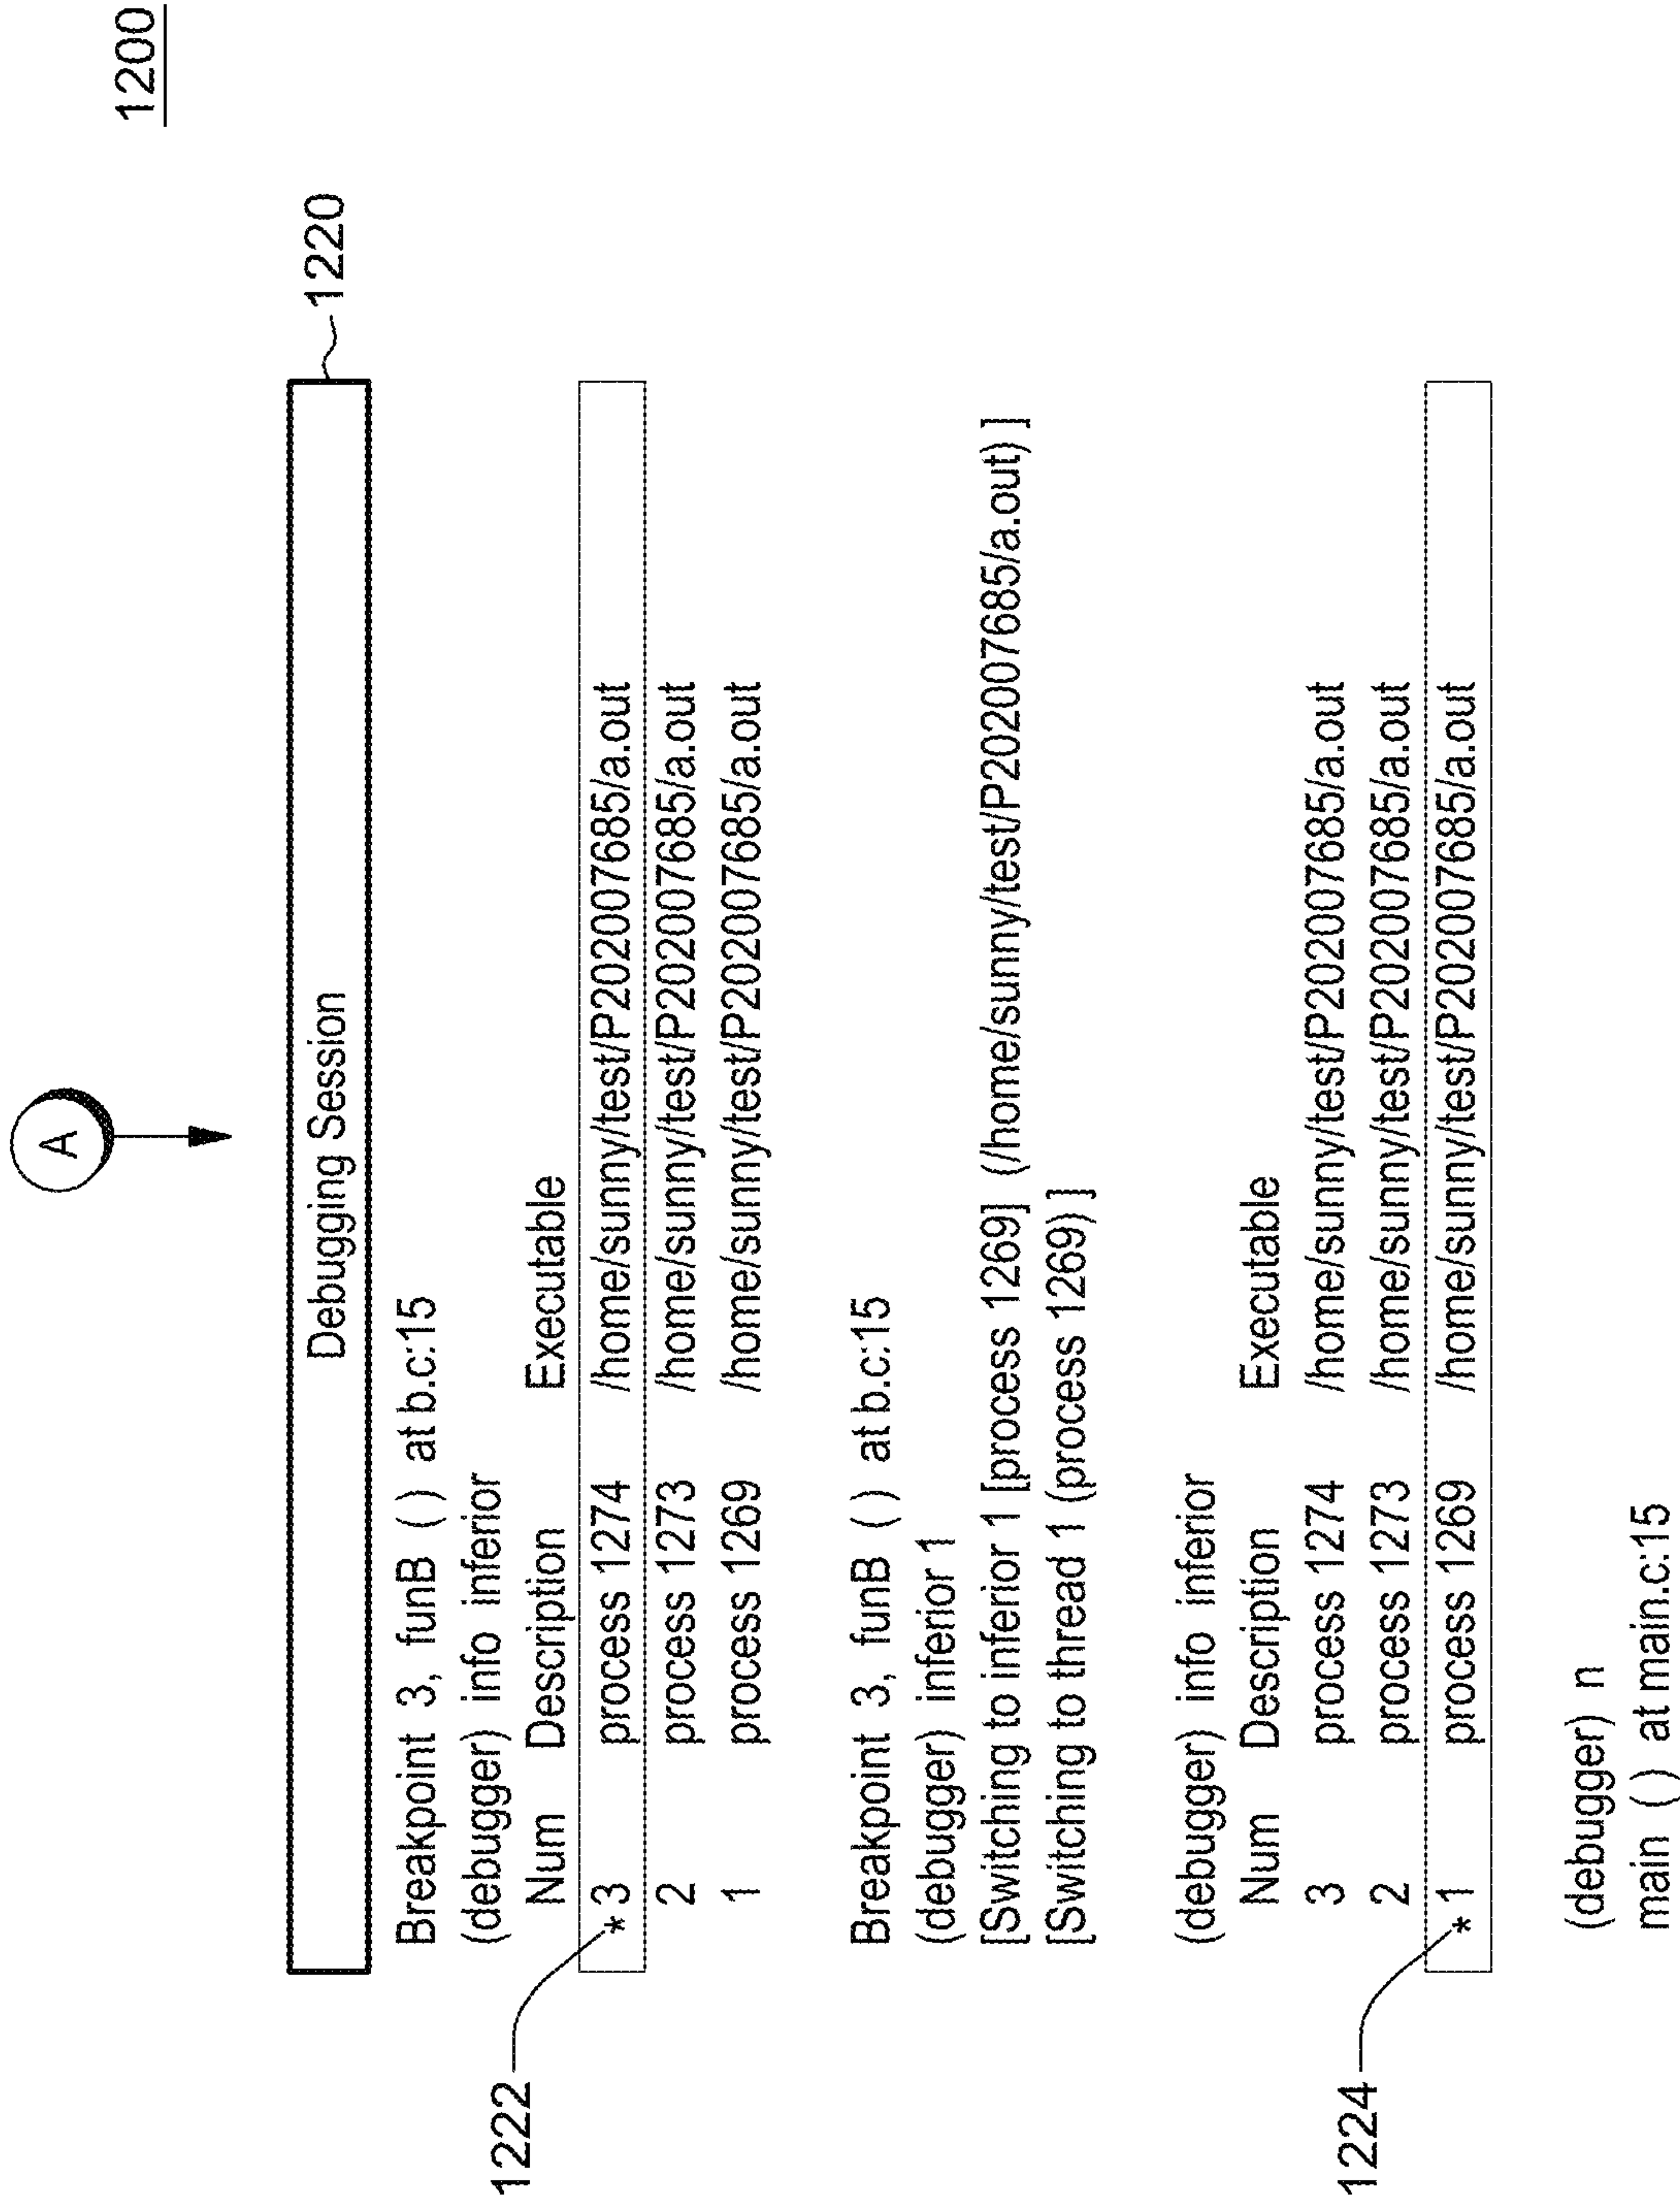 1200
A
Debugging Session
1220
Breakpoint 3, funB ( ) at b.c:15
(debugger) info inferior
Num Description Executable
1222
* 3 process 1274 /home/sunny/test/P202007685/a.out
2 process 1273 /home/sunny/test/P202007685/a.out
1 process 1269 /home/sunny/test/P202007685/a.out
Breakpoint 3, funB ( ) at b.c:15
(debugger) inferior 1
[Switching to inferior 1 [process 1269] (/home/sunny/test/P202007685/a.out) ]
[Switching to thread 1 (process 1269) ]
(debugger) info inferior
Num Description Executable
3 process 1274 /home/sunny/test/P202007685/a.out
2 process 1273 /home/sunny/test/P202007685/a.out
1224
* 1 process 1269 /home/sunny/test/P202007685/a.out
(debugger) n
main ( ) at main.c:15